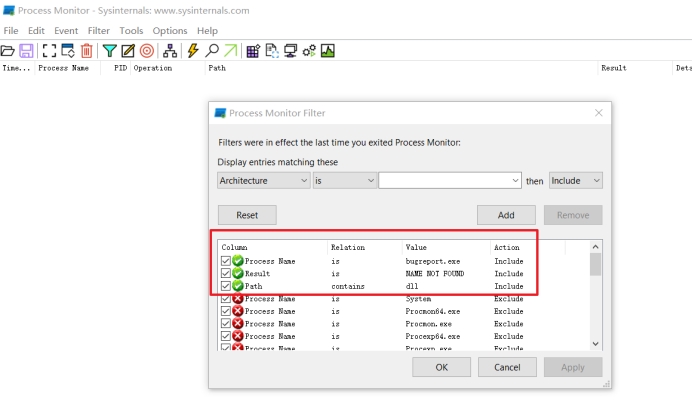 Process Monitor - Sysinternals: www.sysinternals.com
File Edit Event Filter Tools Options Help
Time... Process Name PID Operation Path Result Deta
Process Monitor Filter
Filters were in effect the last time you exited Process Monitor:
Display entries matching these
Architecture is then Include
Reset Add Remove
Column Relation Value Action
Process Name is bugreport.exe Include
Result is NAME NOT FOUND Include
Path contains dll Include
Process Name is System Exclude
Process Name is Procmon64.exe Exclude
Process Name is Procmon.exe Exclude
Process Name is Procexp64.exe Exclude
Process Name is Procexp.exe Exclude
OK Cancel Apply